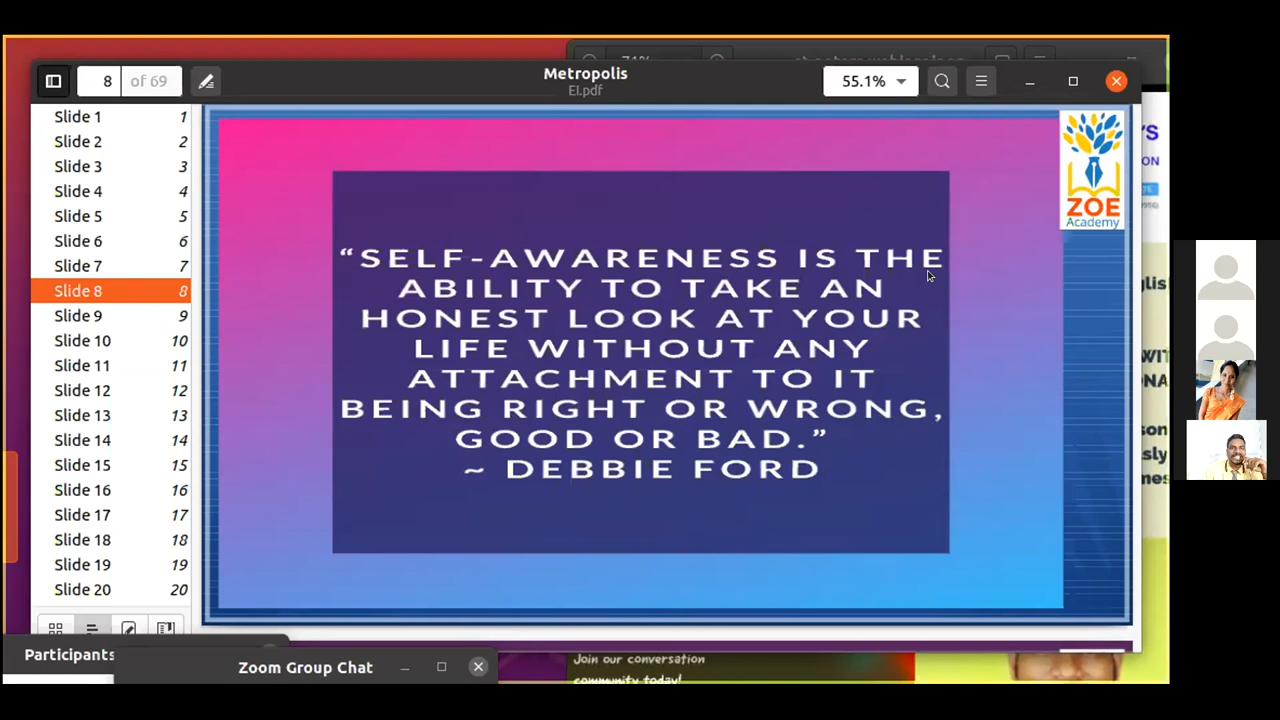 71%
8
of 69
Metropolis
EI.pdf
55.1%
Slide 1 1
Slide 2 2
Slide 3 3
Slide 4 4
Slide 5 5
Slide 6 6
Slide 7 7
Slide 8 8
Slide 9 9
Slide 10 10
Slide 11 11
Slide 12 12
Slide 13 13
Slide 14 14
Slide 15 15
Slide 16 16
Slide 17 17
Slide 18 18
Slide 19 19
Slide 20 20
ZOE
Academy
“SELF-AWARENESS IS THE
ABILITY TO TAKE AN
HONEST LOOK AT YOUR
LIFE WITHOUT ANY
ATTACHMENT TO IT
BEING RIGHT OR WRONG,
GOOD OR BAD.”
~ DEBBIE FORD
'S
ON
Participants
Zoom Group Chat
Join our conversation
community today!